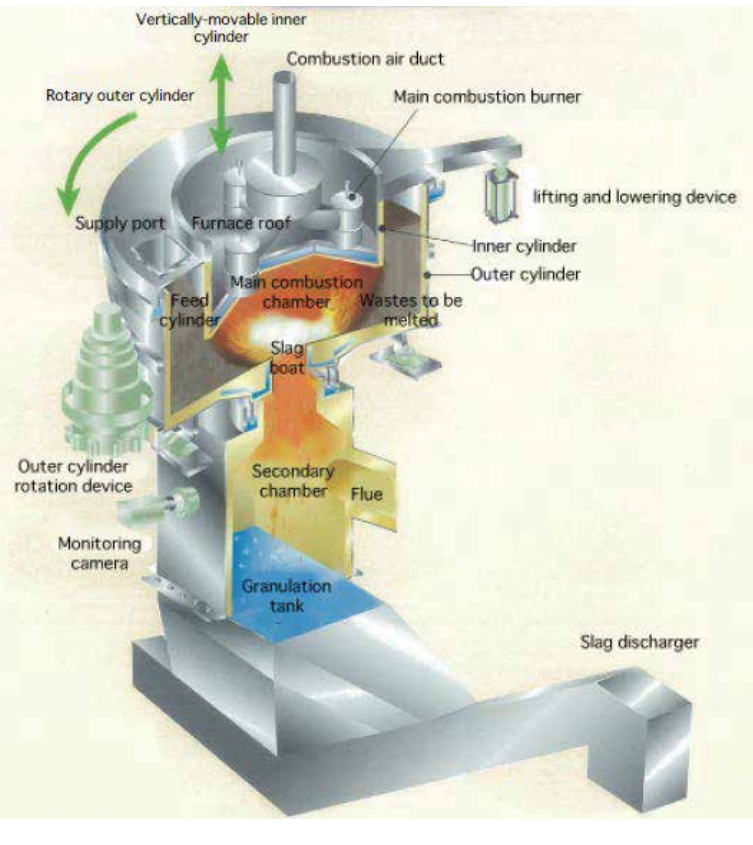 Vertically-movable inner
cylinder
Combustion air duct
Rotary outer cylinder
Main combustion burner
lifting and lowering device
Supply port
Furnace roof
Inner cylinder
Outer cylinder
Main combustion
chamber
Feed
cylinder
Wastes to be
melted
Slag
boat
Outer cylinder
rotation device
Secondary
chamber
Flue
Monitoring
camera
Granulation
tank
Slag discharger